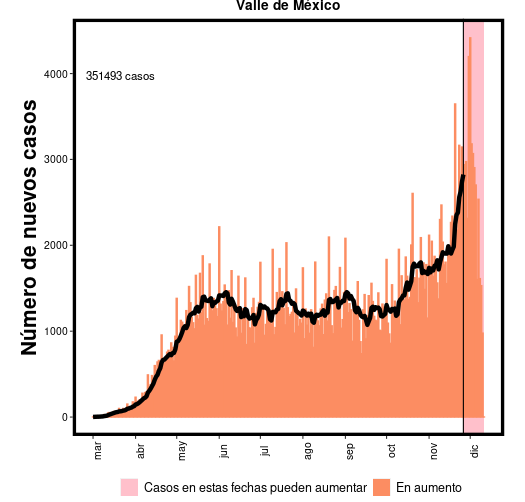 Valle de México
Número de nuevos casos
351493 casos
4000
3000
2000
1000
0
mar
abr
may
jun
jul
ago
sep
oct
nov
dic
Casos en estas fechas pueden aumentar
En aumento